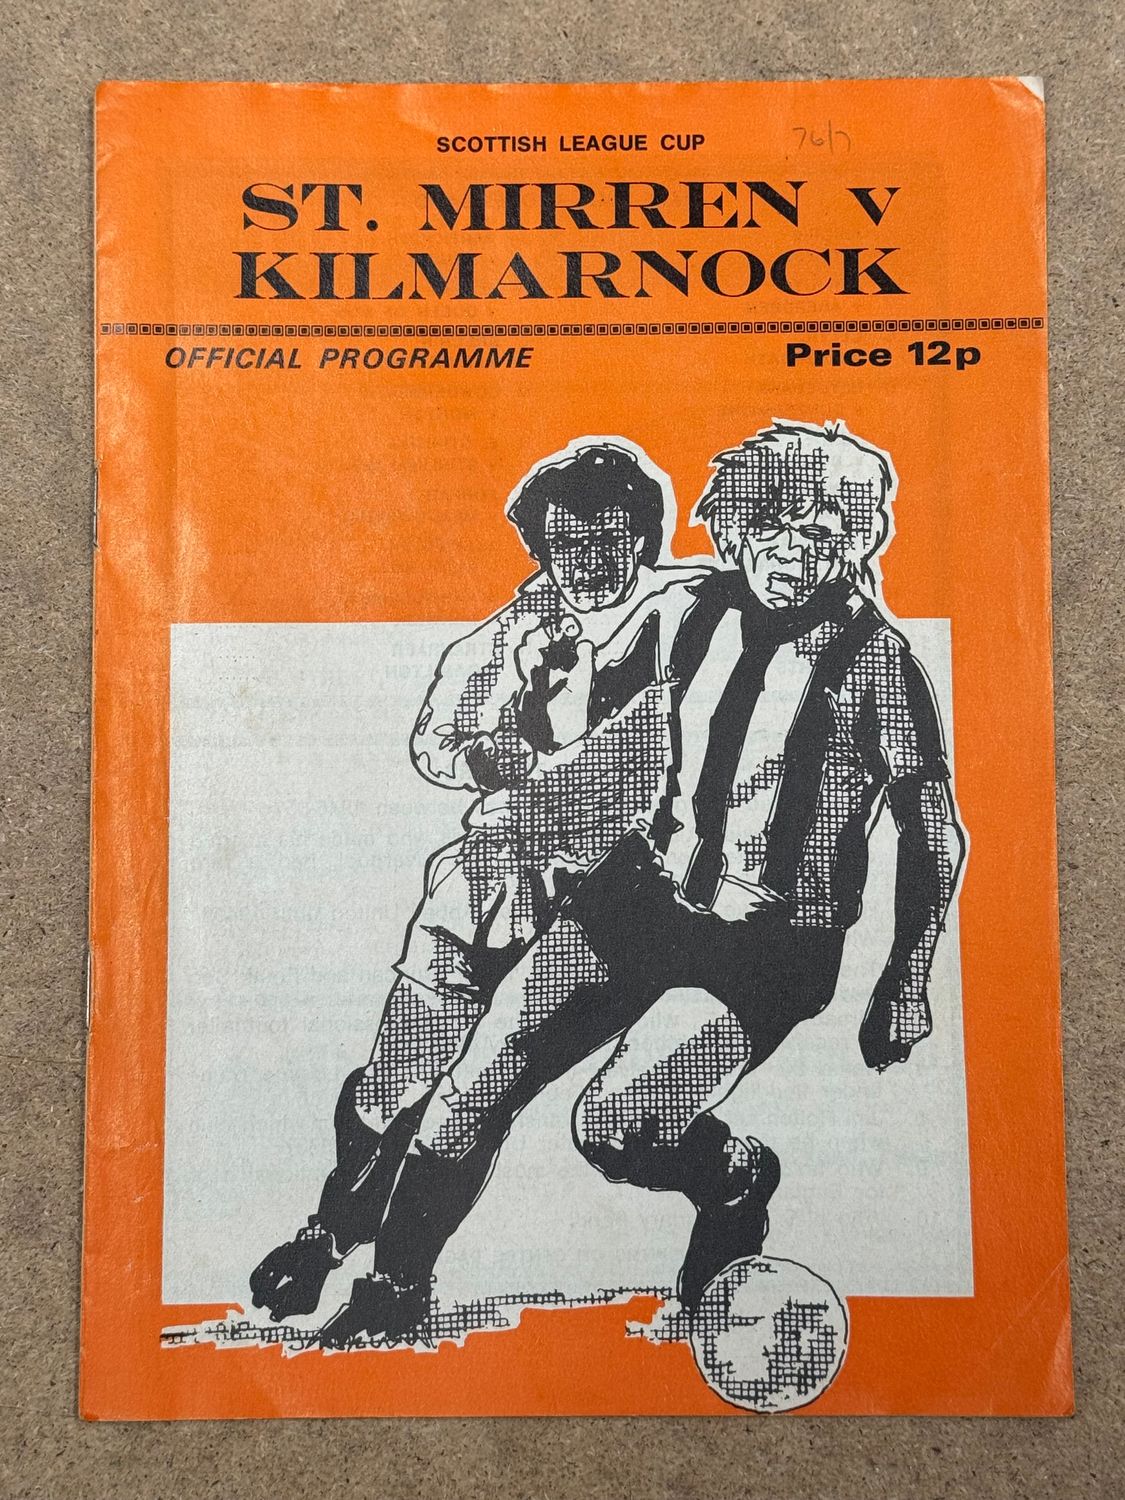 SCOTTISH LEAGUE CUP
76/7
ST. MIRREN v
KILMARNOCK
OFFICIAL PROGRAMME
Price 12p